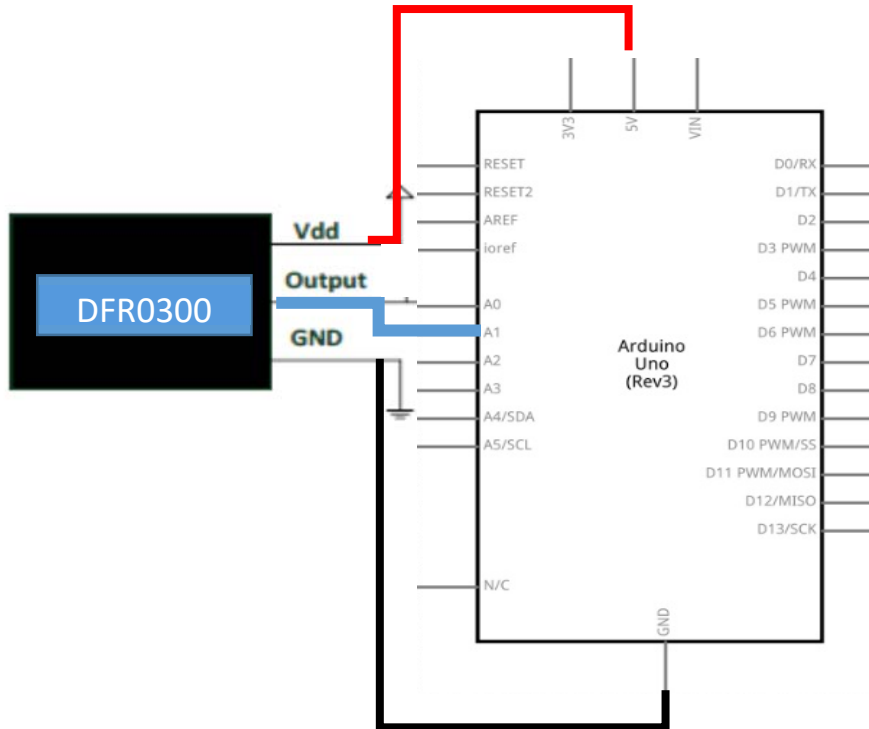 3V3
5V
VIN
RESET
RESET2
AREF
ioref
A0
A1
A2
A3
A4/SDA
A5/SCL
N/C
D0/RX
D1/TX
D2
D3 PWM
D4
D5 PWM
D6 PWM
D7
D8
D9 PWM
D10 PWM/SS
D11 PWM/MOSI
D12/MISO
D13/SCK
Arduino
Uno
(Rev3)
GND
Vdd
Output
GND
DFR0300